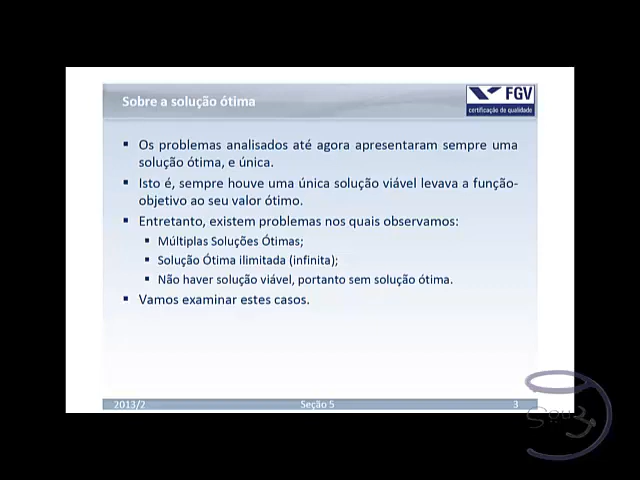 Sobre a solução ótima
FGV
certificação de qualidade
Os problemas analisados até agora apresentaram sempre uma
solução ótima, e única.
Isto é, sempre houve uma única solução viável levava a função-
objetivo ao seu valor ótimo.
Entretanto, existem problemas nos quais observamos:
Múltiplas Soluções Ótimas;
Solução Ótima ilimitada (infinita);
Não haver solução viável, portanto sem solução ótima.
Vamos examinar estes casos.
2013/2 Seção 5 3